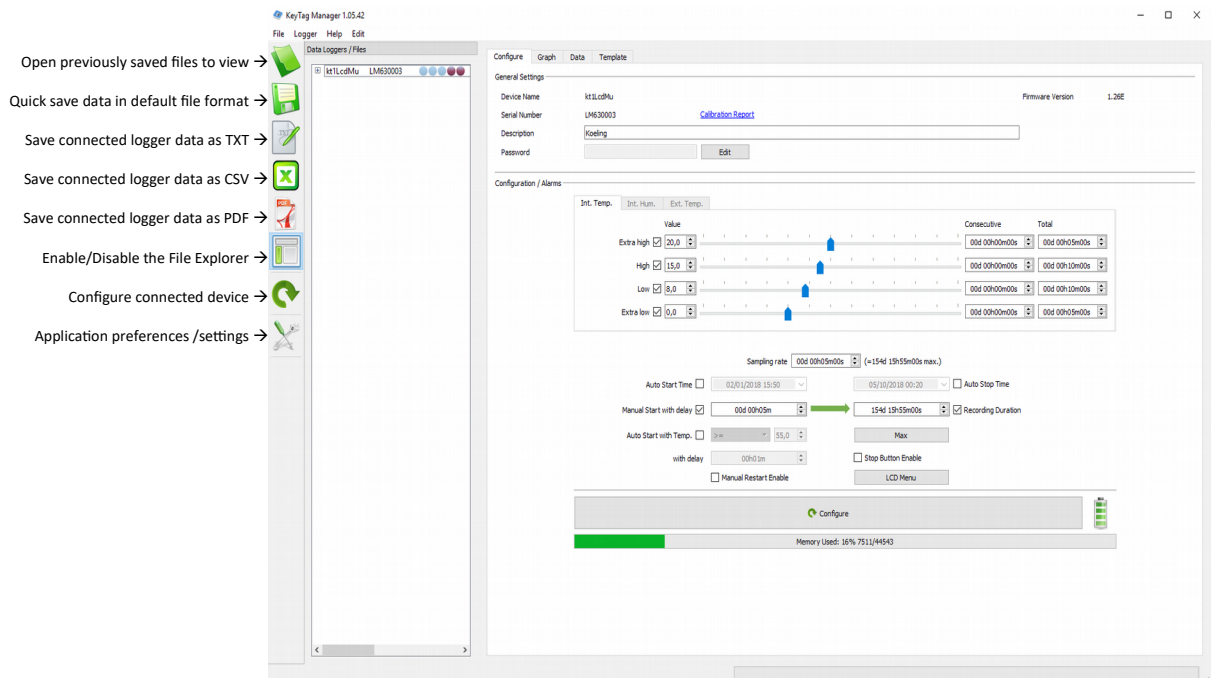 KeyTag Manager 1.05.42
File Logger Help Edit
Open previously saved files to view →
Quick save data in default file format →
Save connected logger data as TXT →
Save connected logger data as CSV →
Save connected logger data as PDF →
Enable/Disable the File Explorer →
Configure connected device →
Application preferences /settings →
Data Loggers / Files
kt1LcdMu LM630003
Configure Graph Data Template
General Settings
Device Name kt1LcdMu Firmware Version 1.26E
Serial Number LM630003 Calibration Report
Description Koeling
Password Edit
Configuration / Alarms
Int. Temp. Int. Hum. Ext. Temp.
Value Consecutive Total
Extra high 20,0 00d 00h00m00s 00d 00h05m00s
High 15,0 00d 00h00m00s 00d 00h10m00s
Low 8,0 00d 00h00m00s 00d 00h10m00s
Extra low 0,0 00d 00h00m00s 00d 00h05m00s
Sampling rate 00d 00h05m00s (=154d 15h55m00s max.)
Auto Start Time 02/01/2018 15:50 05/10/2018 00:20 Auto Stop Time
Manual Start with delay 00d 00h05m 154d 15h55m00s Recording Duration
Auto Start with Temp. >= 55,0 Max
with delay 00h01m Stop Button Enable
Manual Restart Enable LCD Menu
Configure
Memory Used: 16% 7511/44543